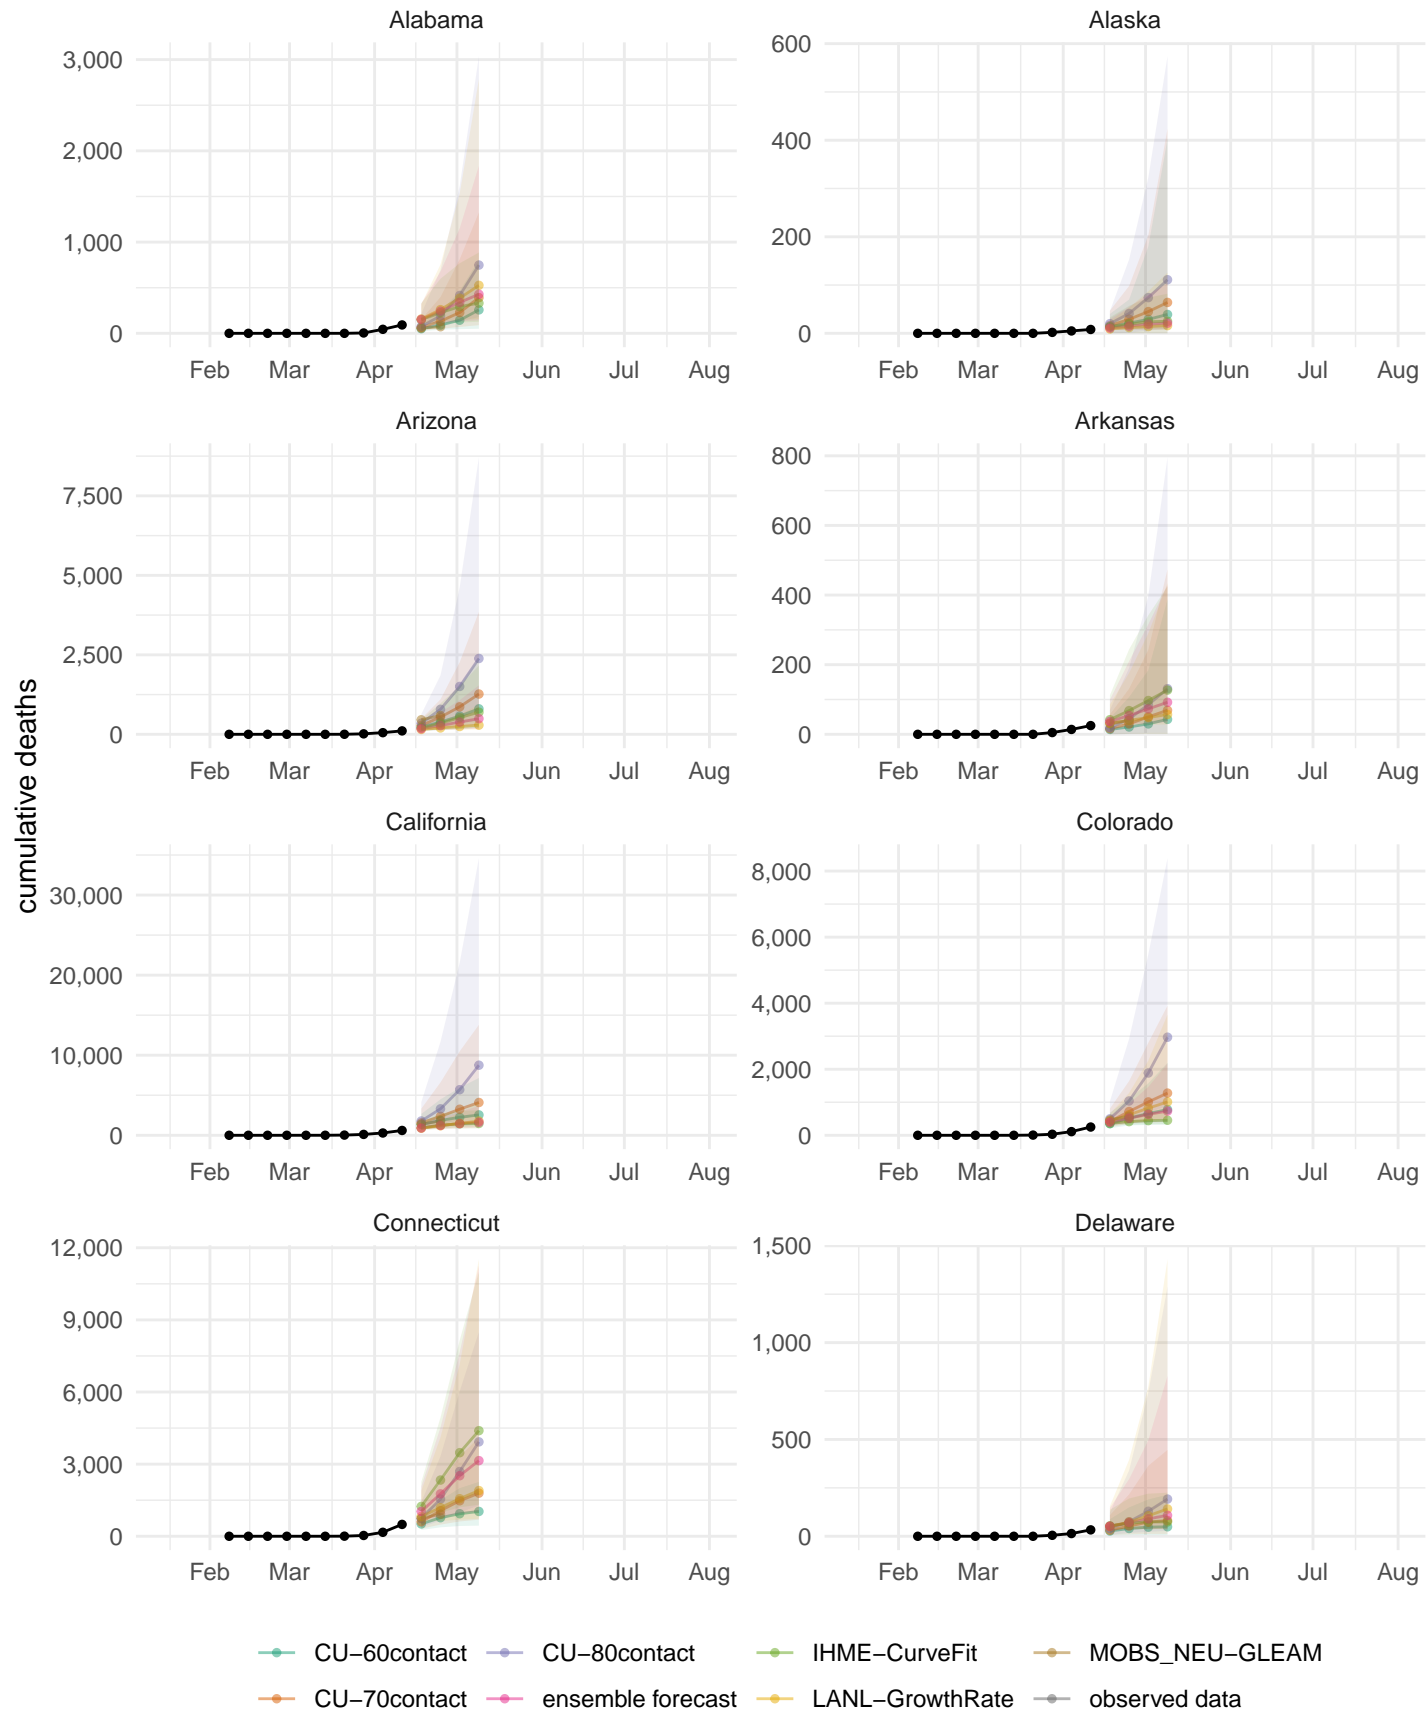 Alabama
Alaska
3,000
2,000
1,000
0
600
400
200
0
Feb Mar Apr May Jun Jul Aug
Feb Mar Apr May Jun Jul Aug
Arizona
Arkansas
7,500
5,000
2,500
0
800
600
400
200
0
Feb Mar Apr May Jun Jul Aug
Feb Mar Apr May Jun Jul Aug
cumulative deaths
California
Colorado
30,000
20,000
10,000
0
8,000
6,000
4,000
2,000
0
Feb Mar Apr May Jun Jul Aug
Feb Mar Apr May Jun Jul Aug
Connecticut
Delaware
12,000
9,000
6,000
3,000
0
1,500
1,000
500
0
Feb Mar Apr May Jun Jul Aug
Feb Mar Apr May Jun Jul Aug
CU−60contact CU−80contact IHME−CurveFit MOBS_NEU−GLEAM
CU−70contact ensemble forecast LANL−GrowthRate observed data